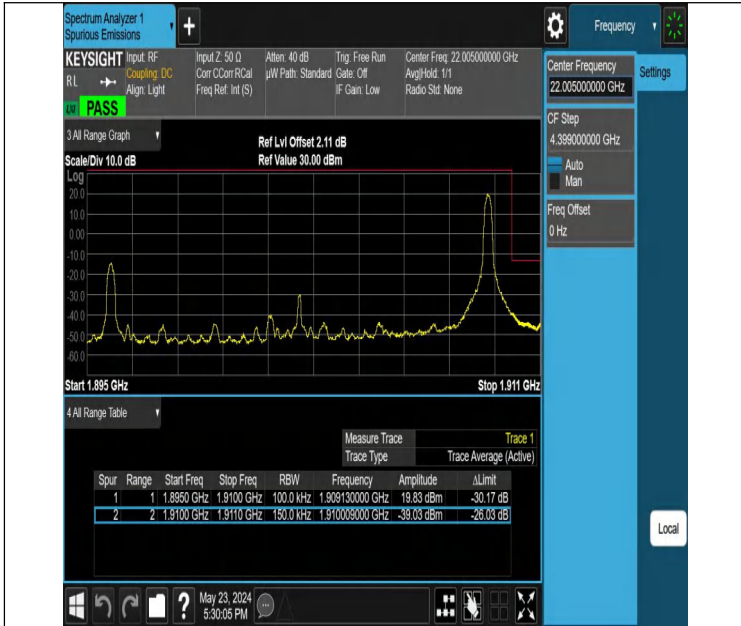 Spectrum Analyzer 1
Spurious Emissions
Frequency
KEYSIGHT
RL
PASS
Input: RF
Coupling: DC
Align: Light
Input Z: 50 Ω
Corr CCorr RCal
Freq Ref: Int (S)
Atten: 40 dB
µW Path: Standard
Trig: Free Run
Gate: Off
IF Gain: Low
Center Freq: 22.005000000 GHz
Avg|Hold: 1/1
Radio Std: None
Center Frequency
22.005000000 GHz
Settings
CF Step
4.399000000 GHz
Auto
Man
Freq Offset
0 Hz
3 All Range Graph
Ref Lvl Offset 2.11 dB
Scale/Div 10.0 dB
Ref Value 30.00 dBm
Log
20.0
10.0
0.00
-10.0
-20.0
-30.0
-40.0
-50.0
-60.0
Start 1.895 GHz
Stop 1.911 GHz
4 All Range Table
Measure Trace Trace 1
Trace Type Trace Average (Active)
Spur Range Start Freq Stop Freq RBW Frequency Amplitude ΔLimit
1 1 1.8950 GHz 1.9100 GHz 100.0 kHz 1.909130000 GHz 19.83 dBm -30.17 dB
2 2 1.9100 GHz 1.9110 GHz 150.0 kHz 1.910009000 GHz -39.03 dBm -26.03 dB
Local
May 23, 2024
5:30:05 PM